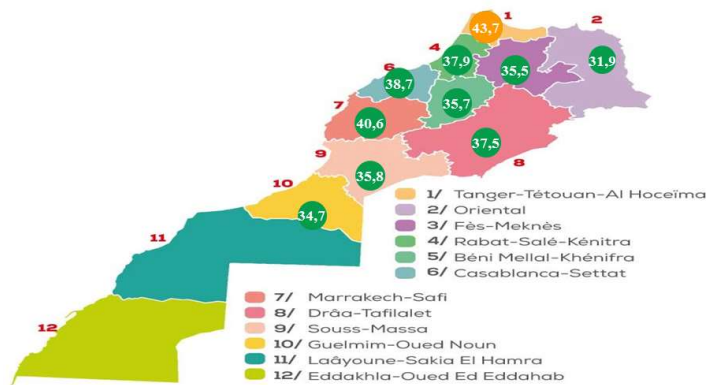 1
43,7
2
4
37,9
35,5
31,9
6
38,7
35,7
7
40,6
37,5
8
9
35,8
10
34,7
11
12
1/ Tanger-Tétouan-Al Hoceïma
2/ Oriental
3/ Fès-Meknès
4/ Rabat-Salé-Kénitra
5/ Béni Mellal-Khénifra
6/ Casablanca-Settat
7/ Marrakech-Safi
8/ Drâa-Tafilalet
9/ Souss-Massa
10/ Guelmim-Oued Noun
11/ Laâyoune-Sakia El Hamra
12/ Eddakhla-Oued Ed Eddahab